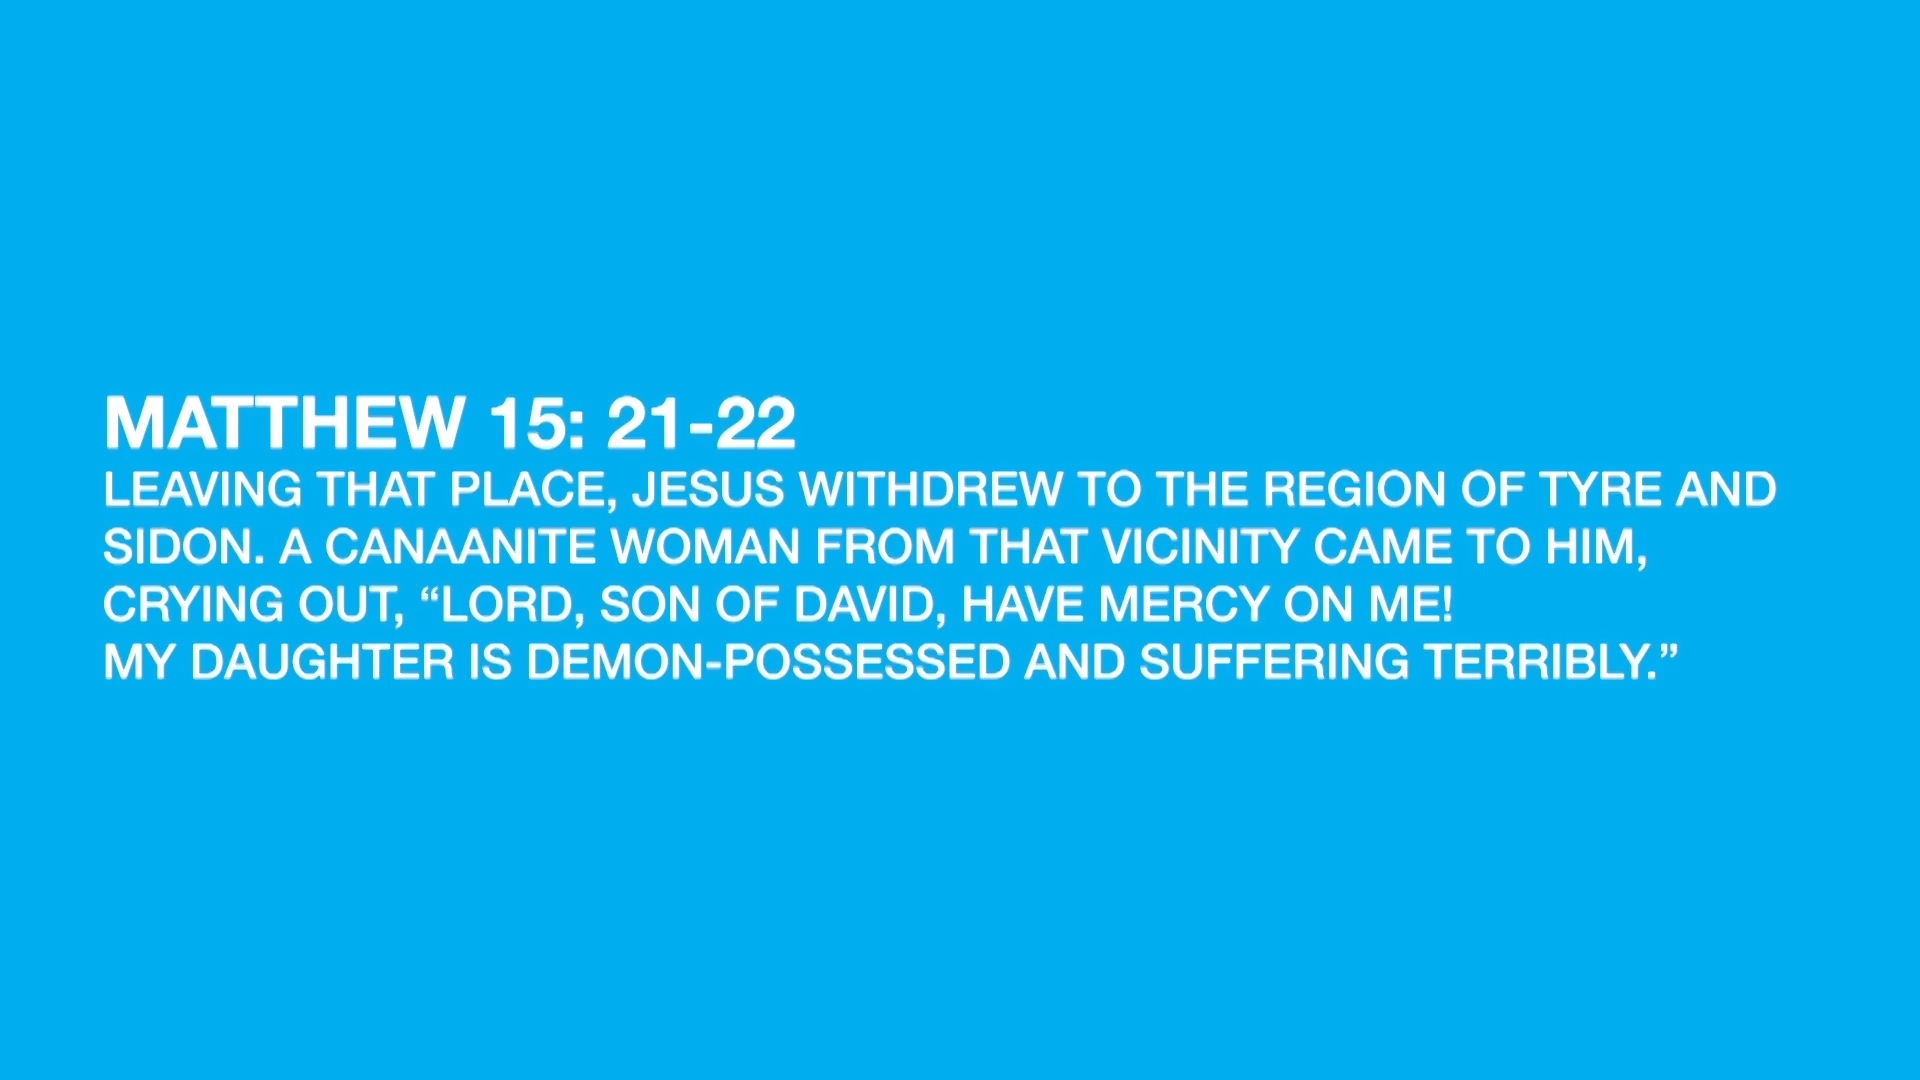 MATTHEW 15: 21-22
LEAVING THAT PLACE, JESUS WITHDREW TO THE REGION OF TYRE AND
SIDON. A CANAANITE WOMAN FROM THAT VICINITY CAME TO HIM,
CRYING OUT, “LORD, SON OF DAVID, HAVE MERCY ON ME!
MY DAUGHTER IS DEMON-POSSESSED AND SUFFERING TERRIBLY.”